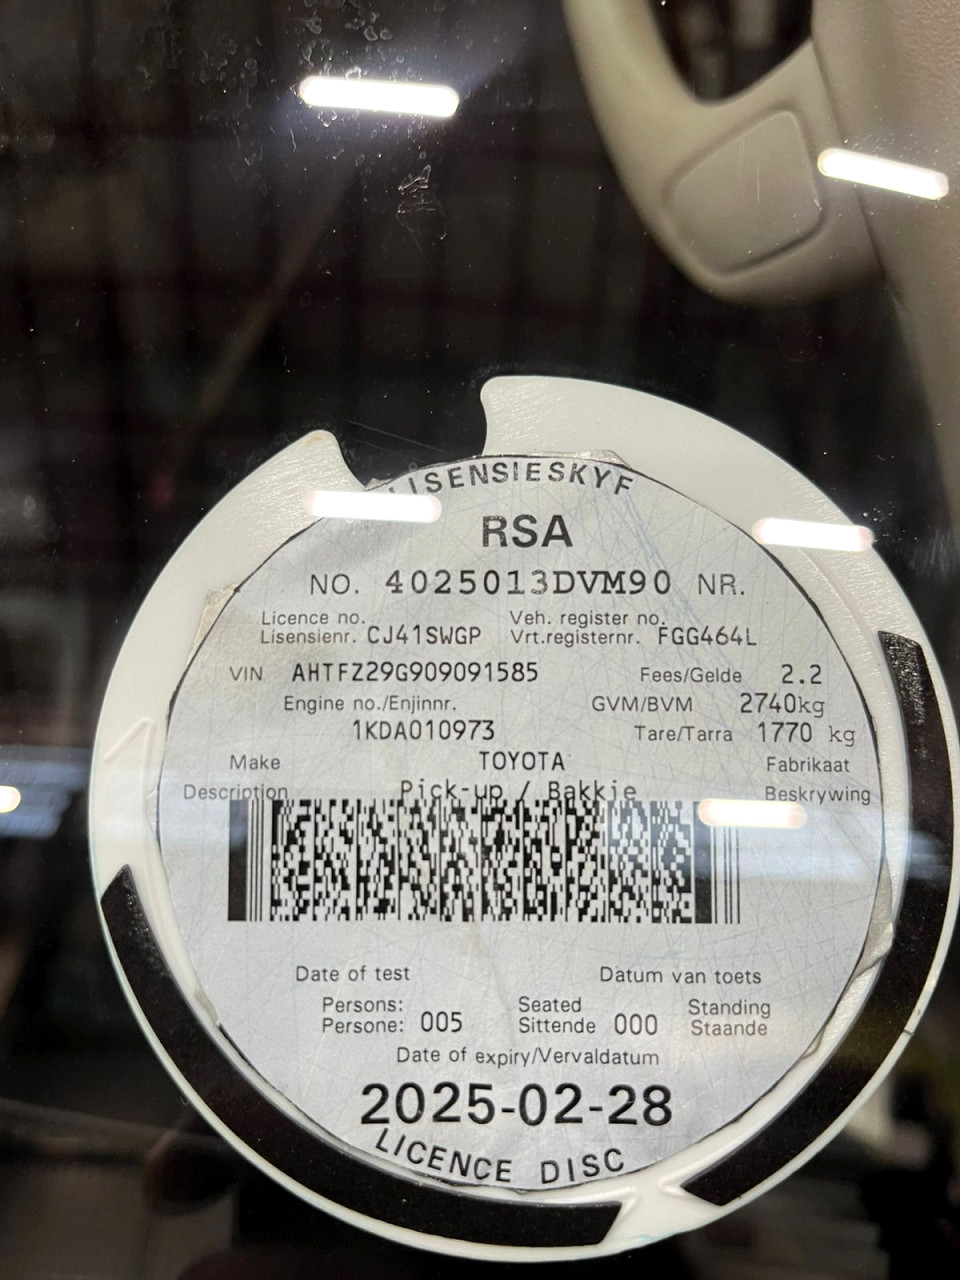 LISENSIESKYF
RSA
NO. 4025013DVM90 NR.
Licence no. Veh. register no.
Lisensienr. CJ41SWGP Vrt.registernr. FGG464L
VIN AHTFZ29G909091585 Fees/Gelde 2.2
Engine no./Enjinnr. GVM/BVM 2740kg
1KDA010973 Tare/Tarra 1770 kg
Make TOYOTA Fabrikaat
Description Pick-up / Bakkie Beskrywing
Date of test Datum van toets
Persons: Seated Standing
Persone: 005 Sittende 000 Staande
Date of expiry/Vervaldatum
2025-02-28
LICENCE DISC